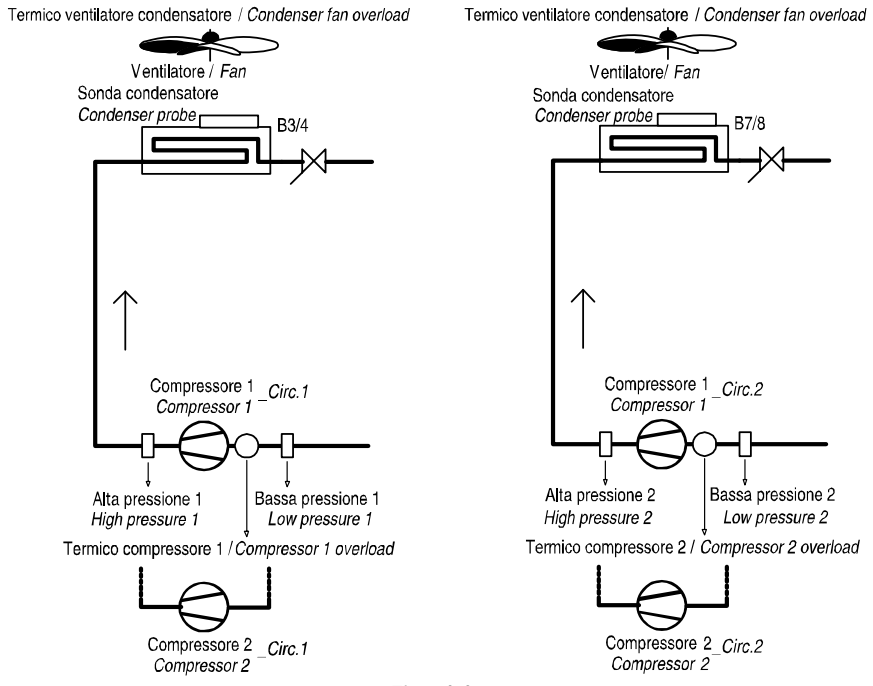 Termico ventilatore condensatore / Condenser fan overload
Ventilatore / Fan
Sonda condensatore
Condenser probe
B3/4
Compressore 1
Compressor 1
_Circ.1
Alta pressione 1
High pressure 1
Bassa pressione 1
Low pressure 1
Termico compressore 1 / Compressor 1 overload
Compressore 2
Compressor 2
_Circ.1
Termico ventilatore condensatore / Condenser fan overload
Ventilatore/ Fan
Sonda condensatore
Condenser probe
B7/8
Compressore 1
Compressor 1
_Circ.2
Alta pressione 2
High pressure 2
Bassa pressione 2
Low pressure 2
Termico compressore 2 / Compressor 2 overload
Compressore 2
Compressor 2
_Circ.2